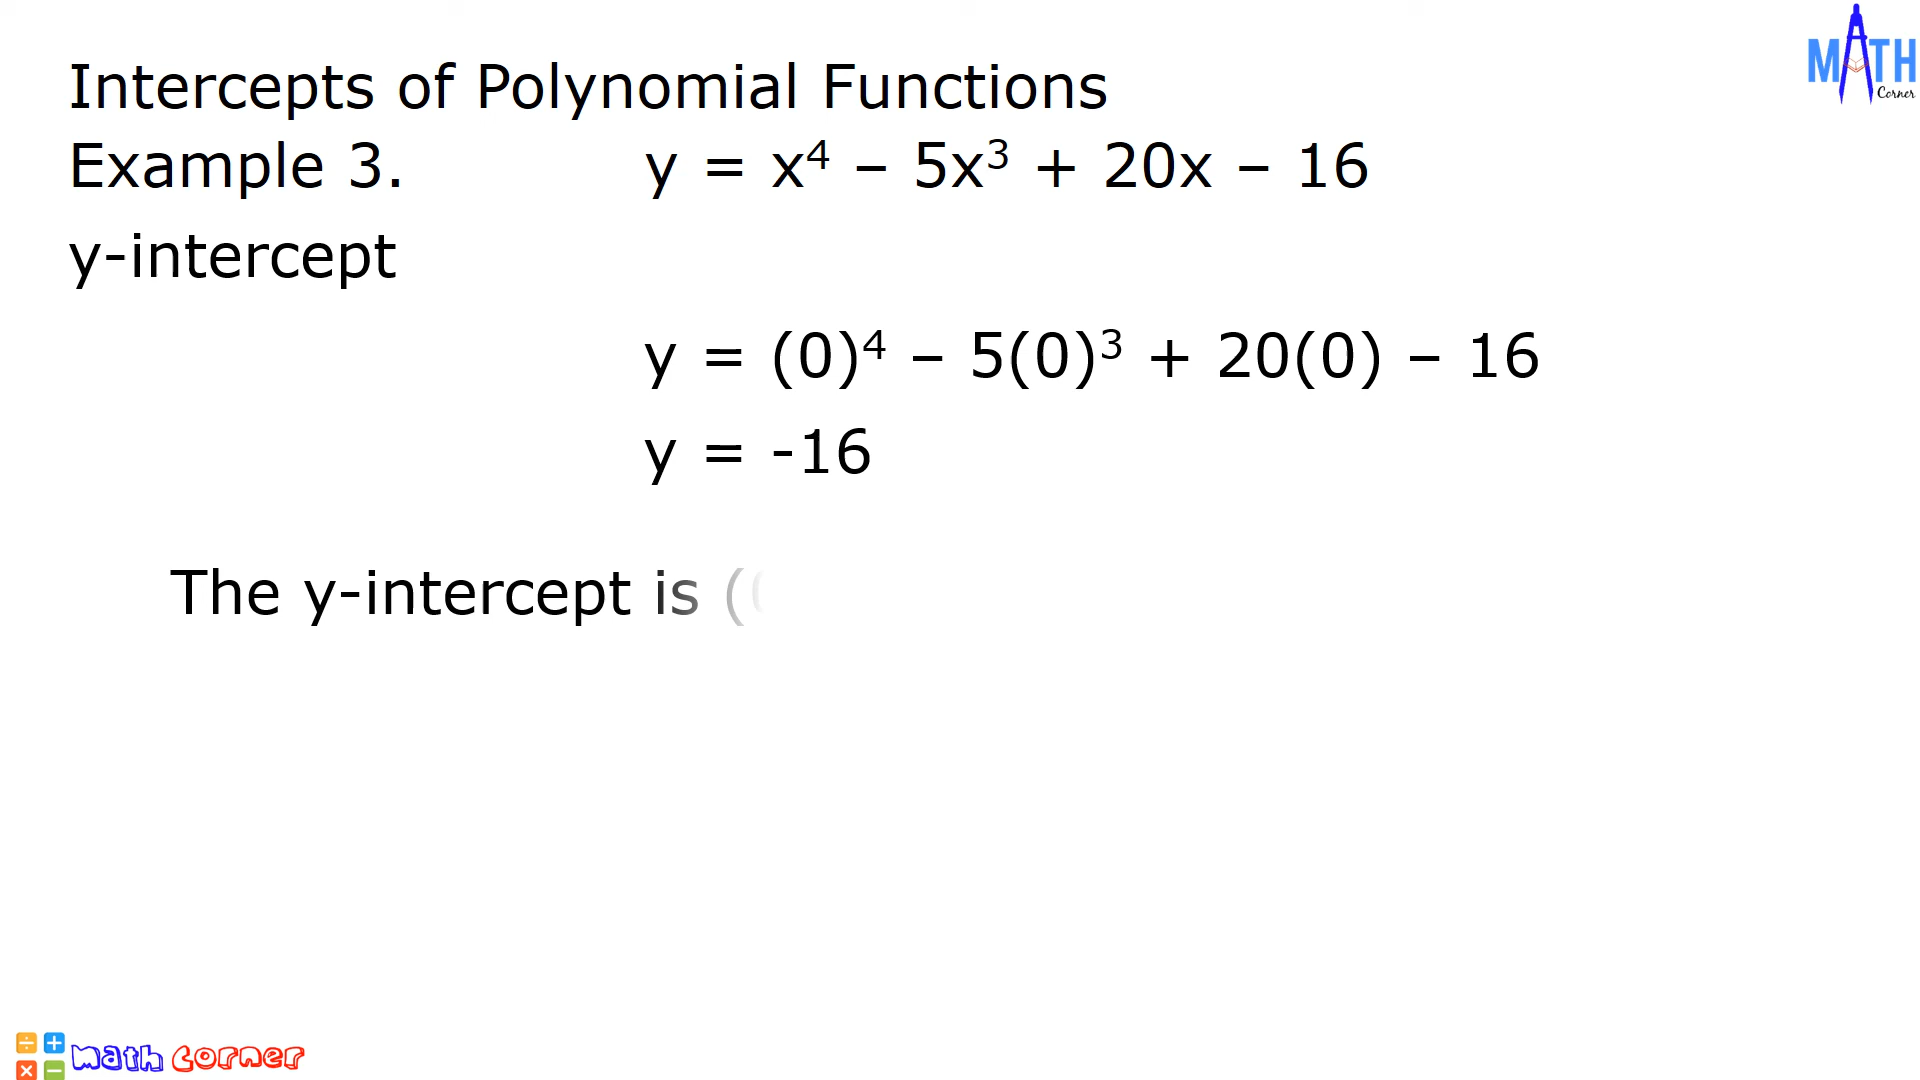 Intercepts of Polynomial Functions
MATH
Corner
Example 3. y = x⁴ – 5x³ + 20x – 16
y-intercept
y = (0)⁴ – 5(0)³ + 20(0) – 16
y = -16
The y-intercept is (
math corner